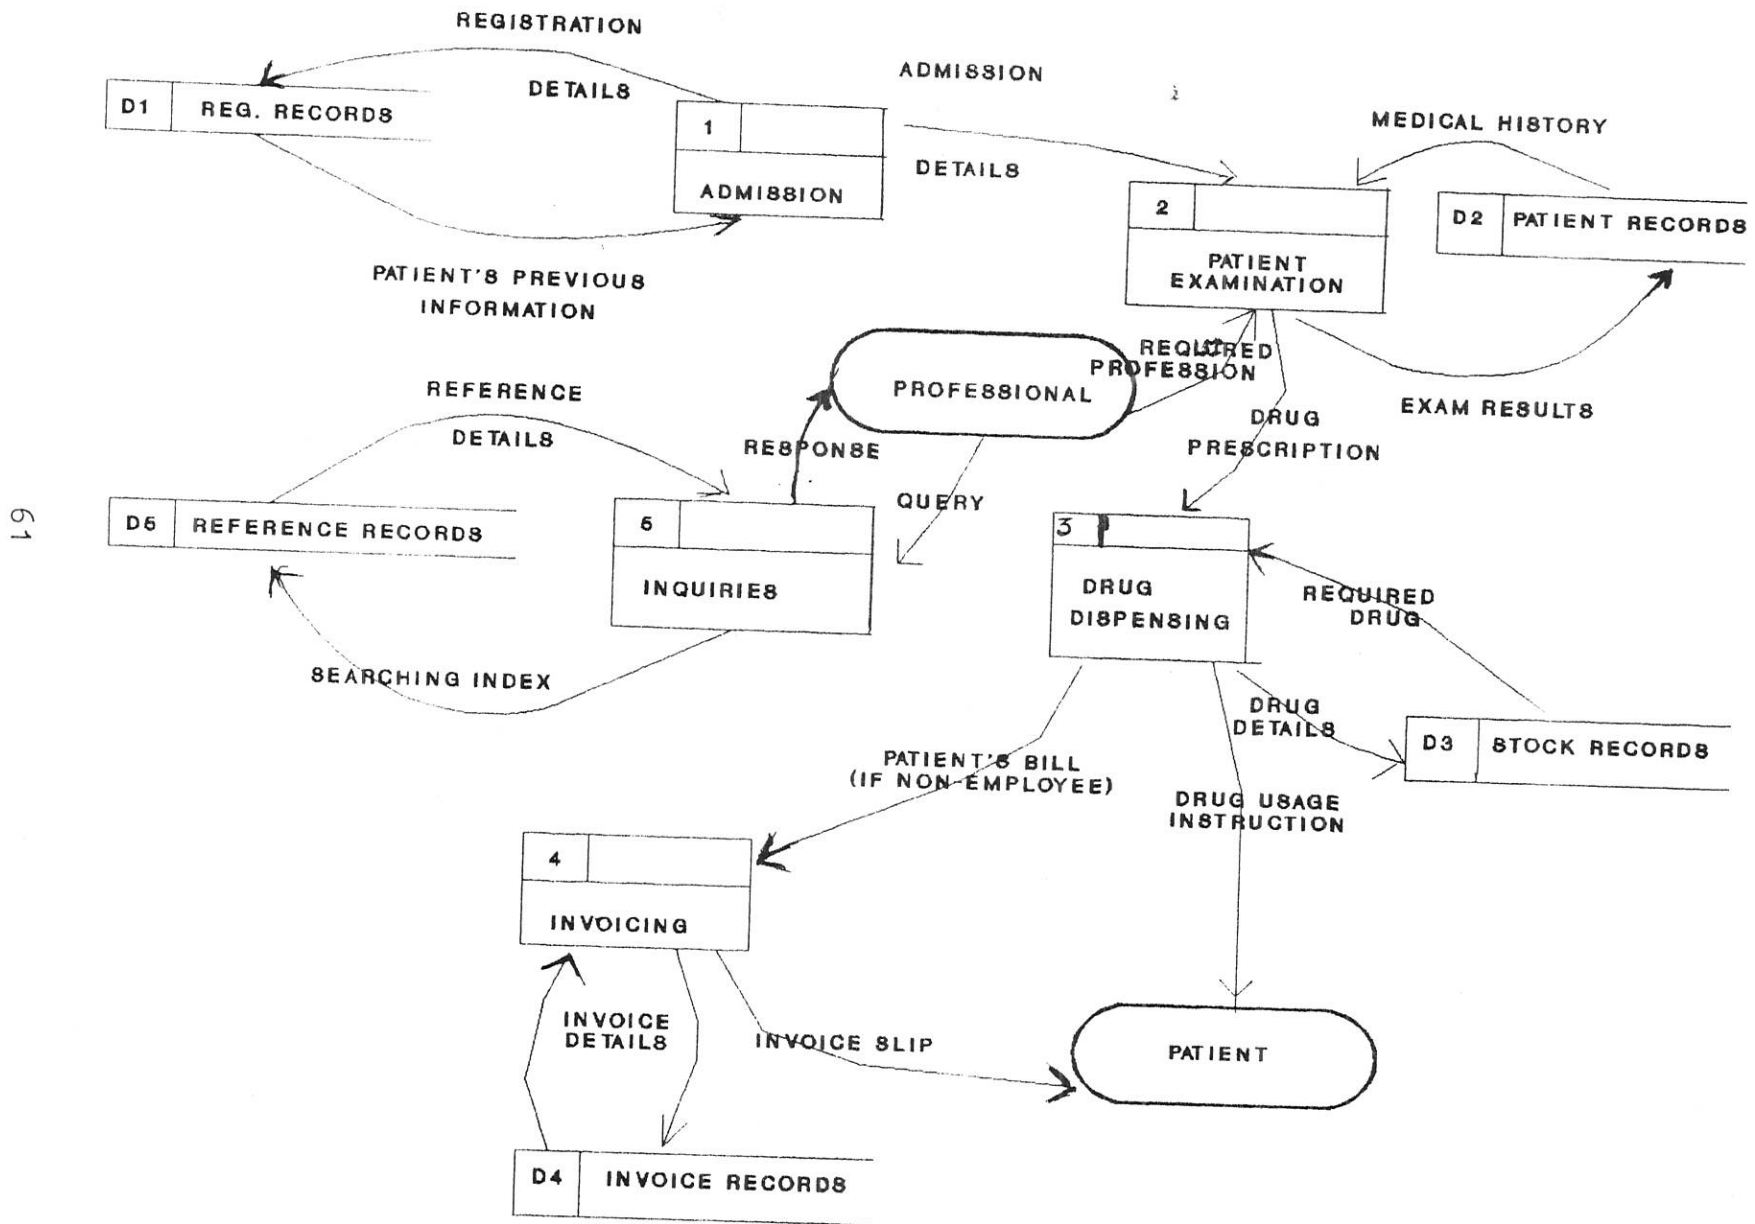 REGISTRATION
DETAILS
ADMISSION
DETAILS
MEDICAL HISTORY
D1 REG. RECORDS
1
ADMISSION
2
PATIENT
EXAMINATION
D2 PATIENT RECORDS
PATIENT'S PREVIOUS
INFORMATION
PROFESSIONAL
REQUIRED
PROFESSION
EXAM RESULTS
REFERENCE
DETAILS
RESPONSE
QUERY
DRUG
PRESCRIPTION
D5 REFERENCE RECORDS
5
INQUIRIES
3
DRUG
DISPENSING
REQUIRED
DRUG
61
SEARCHING INDEX
DRUG
DETAILS
D3 STOCK RECORDS
PATIENT'S BILL
(IF NON-EMPLOYEE)
DRUG USAGE
INSTRUCTION
4
INVOICING
INVOICE
DETAILS
INVOICE SLIP
PATIENT
D4 INVOICE RECORDS